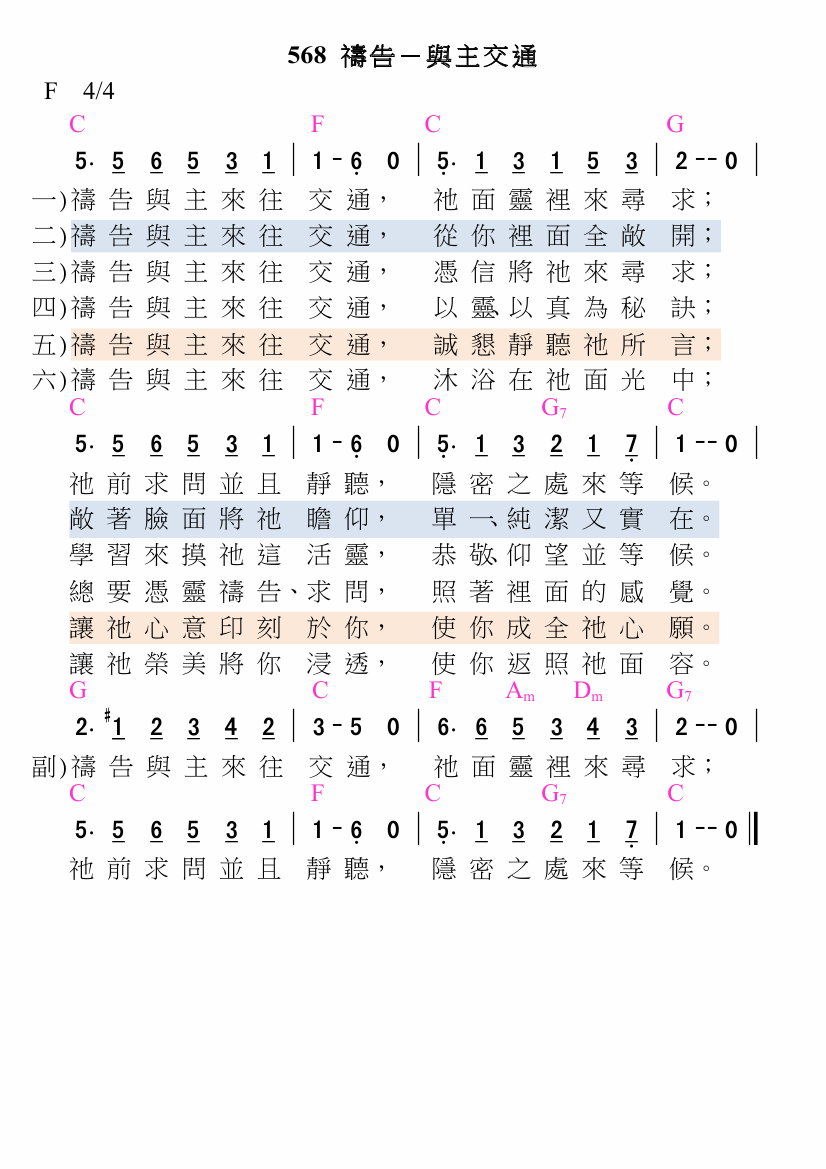 568 禱告－與主交通
F 4/4
C F C G
5· 5 6 5 3 1 | 1 - 6 0 | 5· 1 3 1 5 3 | 2 -- 0 |
一)禱告與主來往交通，祂面靈裡來尋求；
二)禱告與主來往交通，從你裡面全敞開；
三)禱告與主來往交通，憑信將祂來尋求；
四)禱告與主來往交通，以靈、以真為秘訣；
五)禱告與主來往交通，誠懇靜聽祂所言；
六)禱告與主來往交通，沐浴在祂面光中；
C F C G7 C
5· 5 6 5 3 1 | 1 - 6 0 | 5· 1 3 2 1 7 | 1 -- 0 |
祂前求問並且靜聽，隱密之處來等候。
敞著臉面將祂瞻仰，單一、純潔又實在。
學習來摸祂這活靈，恭敬、仰望並等候。
總要憑靈禱告、求問，照著裡面的感覺。
讓祂心意印刻於你，使你成全祂心願。
讓祂榮美將你浸透，使你返照祂面容。
G C F Am Dm G7
2· #1 2 3 4 2 | 3 - 5 0 | 6· 6 5 3 4 3 | 2 -- 0 |
副)禱告與主來往交通，祂面靈裡來尋求；
C F C G7 C
5· 5 6 5 3 1 | 1 - 6 0 | 5· 1 3 2 1 7 | 1 -- 0 ‖
祂前求問並且靜聽，隱密之處來等候。